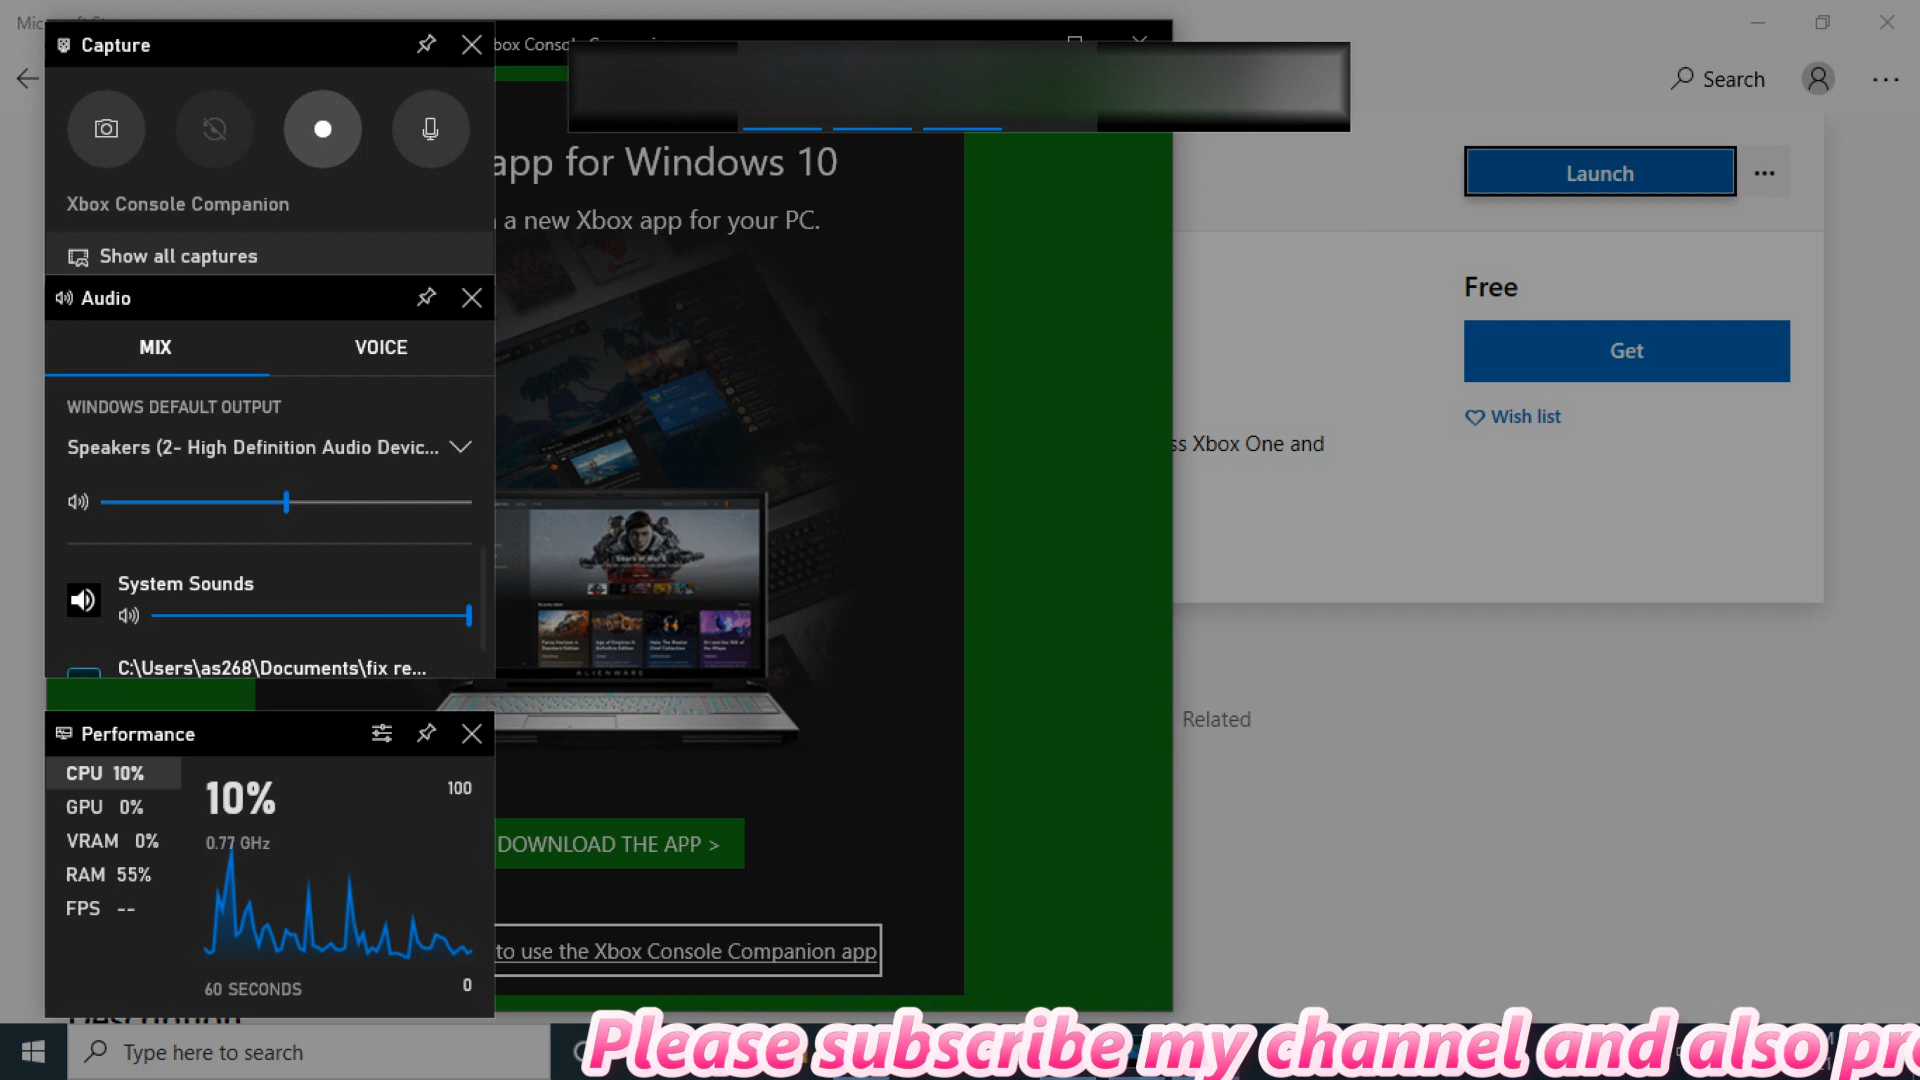 Capture
Xbox Console Companion
Show all captures
Audio
MIX
VOICE
WINDOWS DEFAULT OUTPUT
Speakers (2- High Definition Audio Devic...
System Sounds
C:\Users\as268\Documents\fix re...
Performance
CPU 10%
GPU 0%
VRAM 0%
RAM 55%
FPS --
10%
100
0.77 GHz
60 SECONDS
0
app for Windows 10
a new Xbox app for your PC.
ALIENWARE
DOWNLOAD THE APP >
to use the Xbox Console Companion app
Search
Launch
Free
Get
Wish list
ss Xbox One and
Related
Type here to search
Please subscribe my channel and also pr